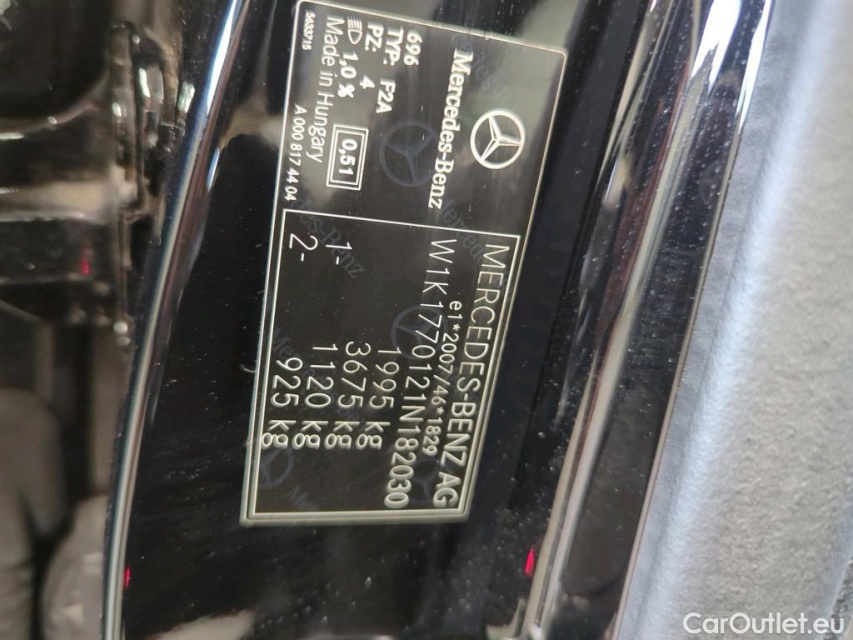 Mercedes-Benz
696
TYP: F2A
PZ. 4
1,0 %
0,51
Made in Hungary
A 000 817 44 04
MERCEDES-BENZ AG
e1*2007/46*1829
W1K1770121N182030
1995 kg
3675 kg
1- 1120 kg
2- 925 kg
CarOutlet.eu